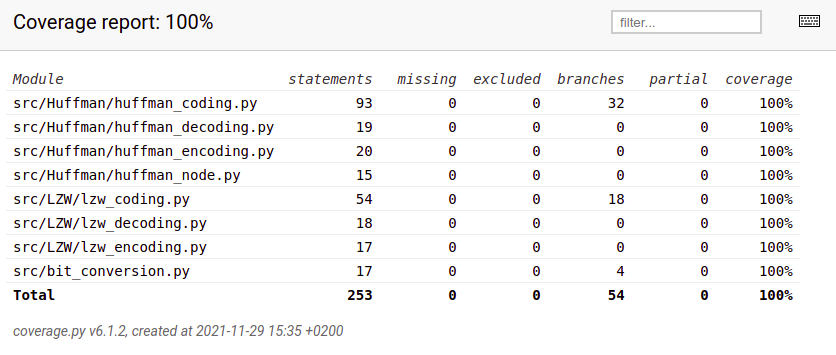 Coverage report: 100%
filter...
Module statements missing excluded branches partial coverage
src/Huffman/huffman_coding.py 93 0 0 32 0 100%
src/Huffman/huffman_decoding.py 19 0 0 0 0 100%
src/Huffman/huffman_encoding.py 20 0 0 0 0 100%
src/Huffman/huffman_node.py 15 0 0 0 0 100%
src/LZW/lzw_coding.py 54 0 0 18 0 100%
src/LZW/lzw_decoding.py 18 0 0 0 0 100%
src/LZW/lzw_encoding.py 17 0 0 0 0 100%
src/bit_conversion.py 17 0 0 4 0 100%
Total 253 0 0 54 0 100%
coverage.py v6.1.2, created at 2021-11-29 15:35 +0200